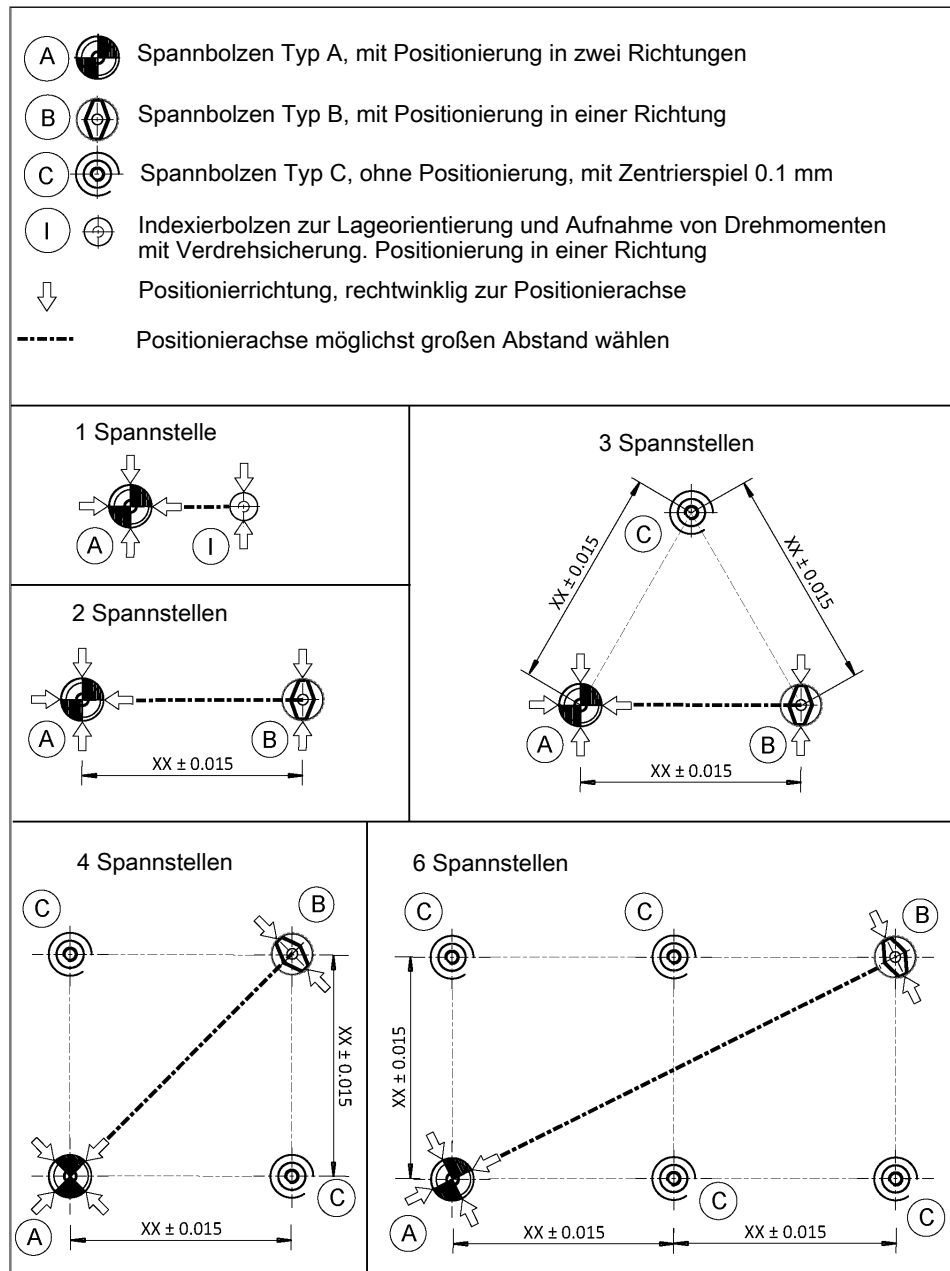 A Spannbolzen Typ A, mit Positionierung in zwei Richtungen
B Spannbolzen Typ B, mit Positionierung in einer Richtung
C Spannbolzen Typ C, ohne Positionierung, mit Zentrierspiel 0.1 mm
I Indexierbolzen zur Lageorientierung und Aufnahme von Drehmomenten
mit Verdrehsicherung. Positionierung in einer Richtung
Positionierrichtung, rechtwinklig zur Positionierachse
Positionierachse möglichst großen Abstand wählen
1 Spannstelle
A
I
2 Spannstellen
A
B
XX ± 0.015
3 Spannstellen
C
XX ± 0.015
XX ± 0.015
A
B
XX ± 0.015
4 Spannstellen
C
B
XX ± 0.015
A
C
XX ± 0.015
6 Spannstellen
C
C
B
XX ± 0.015
A
C
C
XX ± 0.015
XX ± 0.015